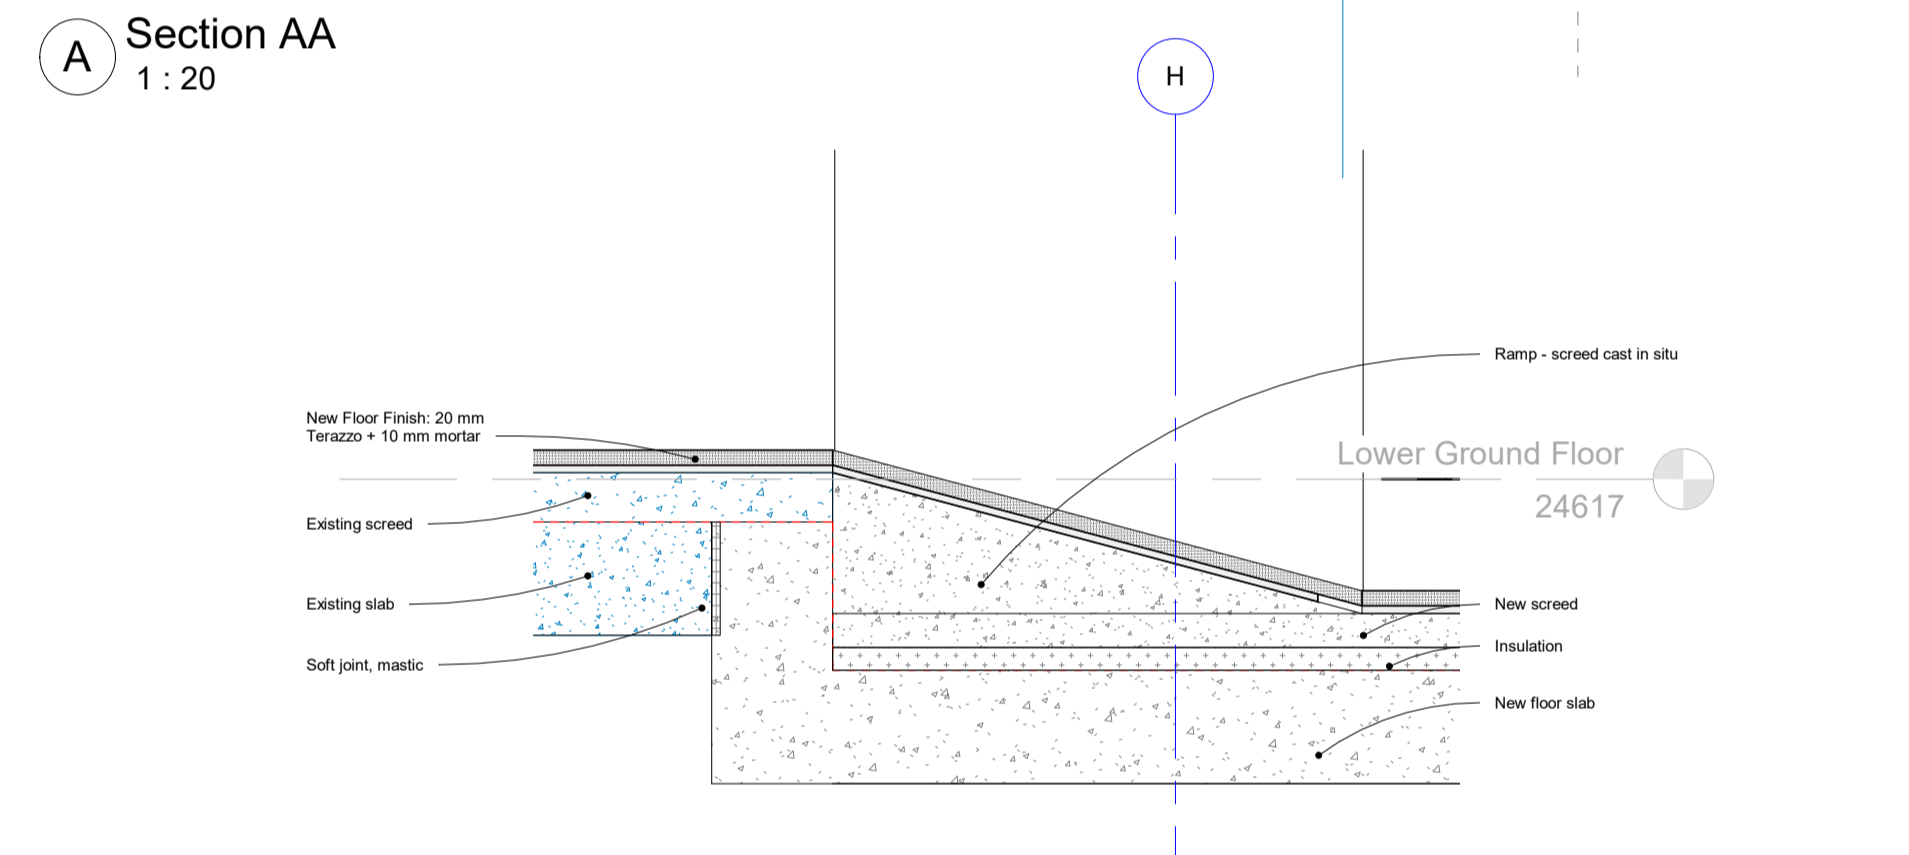 A
Section AA
1 : 20
H
Ramp - screed cast in situ
New Floor Finish: 20 mm
Terazzo + 10 mm mortar
Lower Ground Floor
24617
Existing screed
Existing slab
New screed
Insulation
Soft joint, mastic
New floor slab